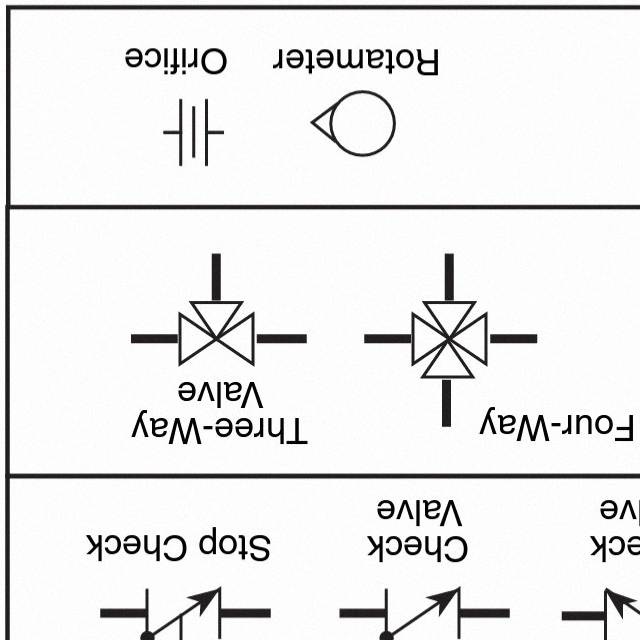 Check
Valve
Stop Check
Four-Way
Three-Way
Valve
Rotameter
Orifice